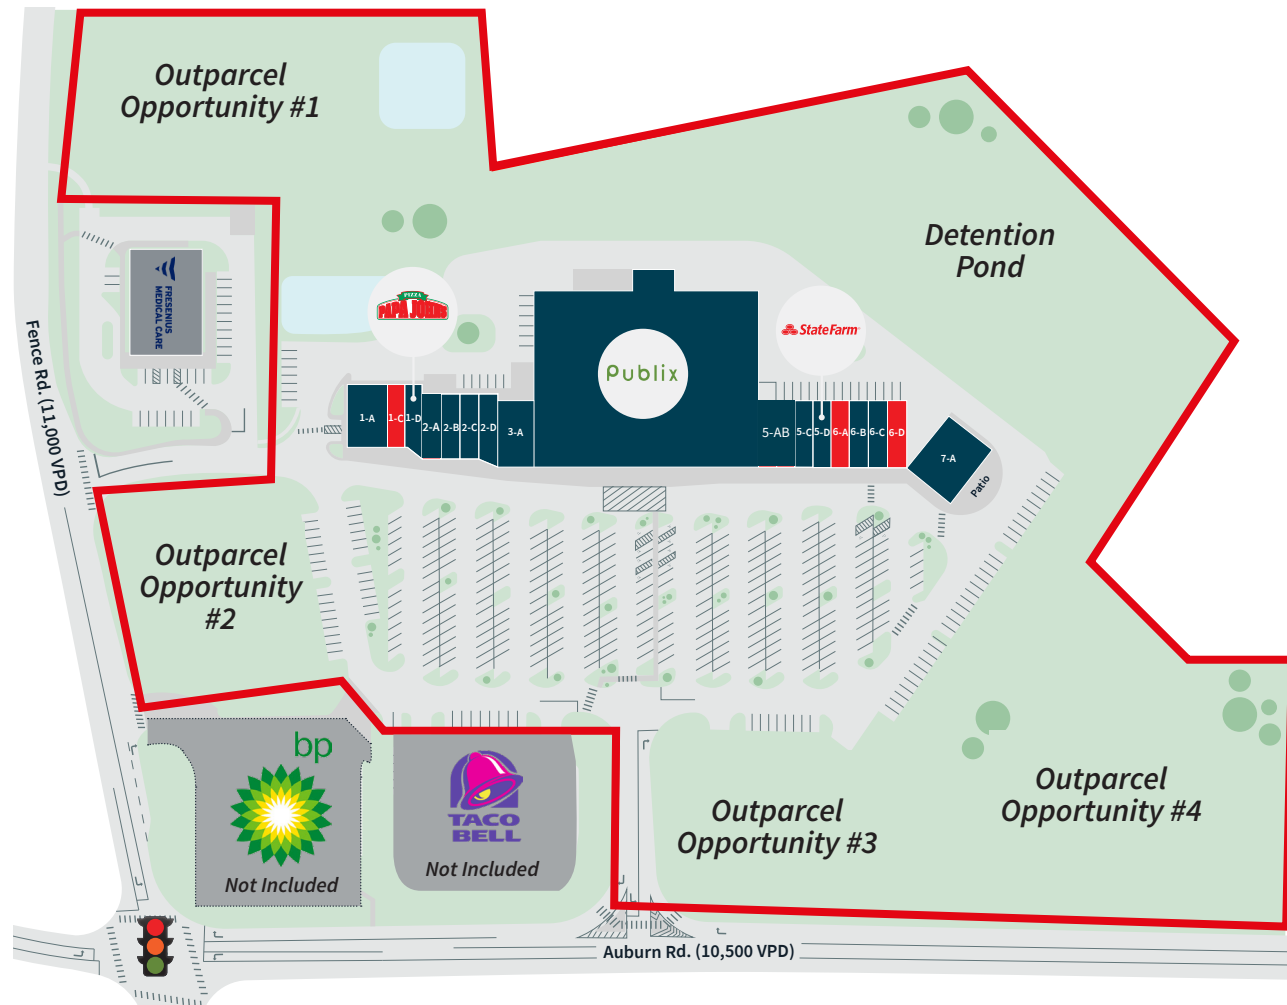 Outparcel
Opportunity #1
Detention
Pond
FRESENIUS
MEDICAL CARE
PIZZA
PAPA JOHN'S
Publix
StateFarm
Fence Rd. (11,000 VPD)
1-A
1-C
1-D
2-A
2-B
2-C
2-D
3-A
5-AB
5-C
5-D
6-A
6-B
6-C
6-D
7-A
Patio
Outparcel
Opportunity
#2
bp
Not Included
TACO
BELL
Not Included
Outparcel
Opportunity #3
Outparcel
Opportunity #4
Auburn Rd. (10,500 VPD)